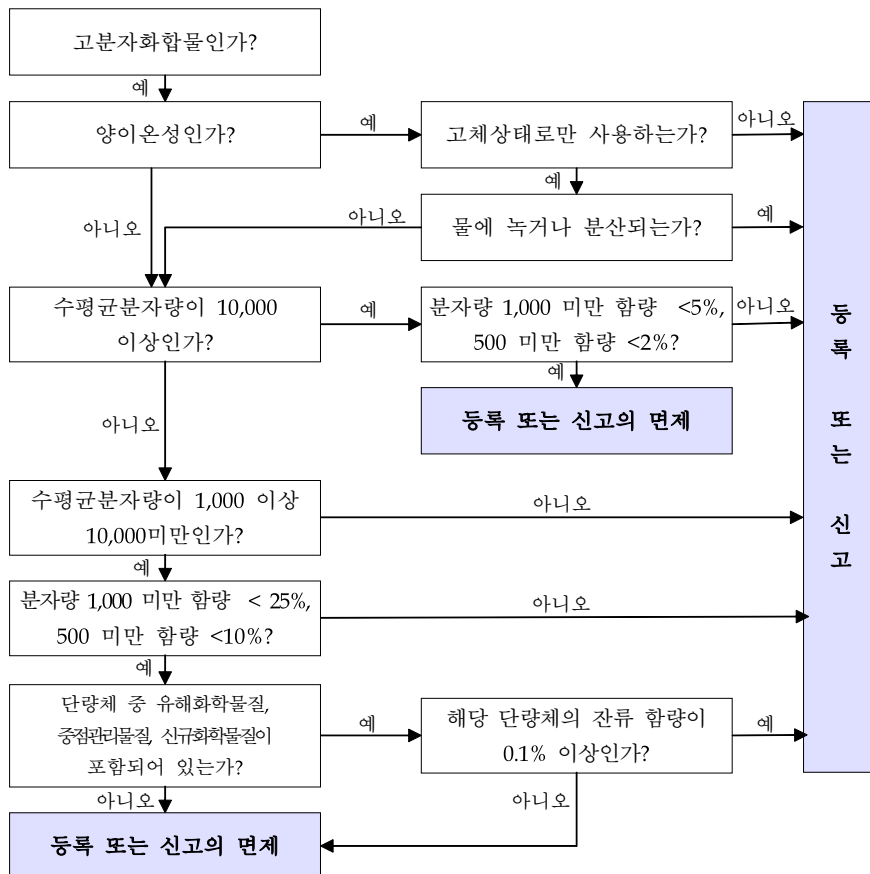 고분자화합물인가?
예
양이온성인가?
예
고체상태로만 사용하는가?
아니오
예
아니오
아니오
물에 녹거나 분산되는가?
예
수평균분자량이 10,000
이상인가?
예
분자량 1,000 미만 함량 <5%,
500 미만 함량 <2%?
아니오
예
등록 또는 신고의 면제
아니오
수평균분자량이 1,000 이상
10,000미만인가?
아니오
예
분자량 1,000 미만 함량 < 25%,
500 미만 함량 <10%?
아니오
예
단량체 중 유해화학물질,
중점관리물질, 신규화학물질이
포함되어 있는가?
예
해당 단량체의 잔류 함량이
0.1% 이상인가?
예
아니오
아니오
등록 또는 신고의 면제
등
록
또
는
신
고